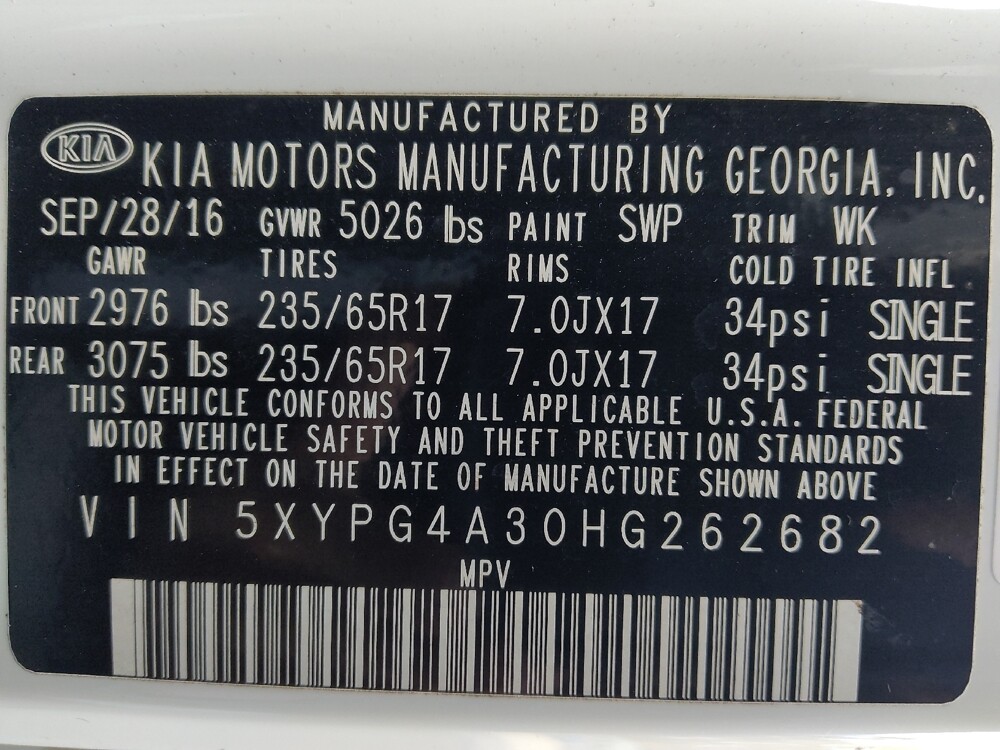 MANUFACTURED BY
KIA KIA MOTORS MANUFACTURING GEORGIA, INC.
SEP/28/16 GVWR 5026 lbs PAINT SWP TRIM WK
GAWR TIRES RIMS COLD TIRE INFL
FRONT 2976 lbs 235/65R17 7.0JX17 34psi SINGLE
REAR 3075 lbs 235/65R17 7.0JX17 34psi SINGLE
THIS VEHICLE CONFORMS TO ALL APPLICABLE U.S.A. FEDERAL
MOTOR VEHICLE SAFETY AND THEFT PREVENTION STANDARDS
IN EFFECT ON THE DATE OF MANUFACTURE SHOWN ABOVE
VIN 5XYPG4A30HG262682
MPV